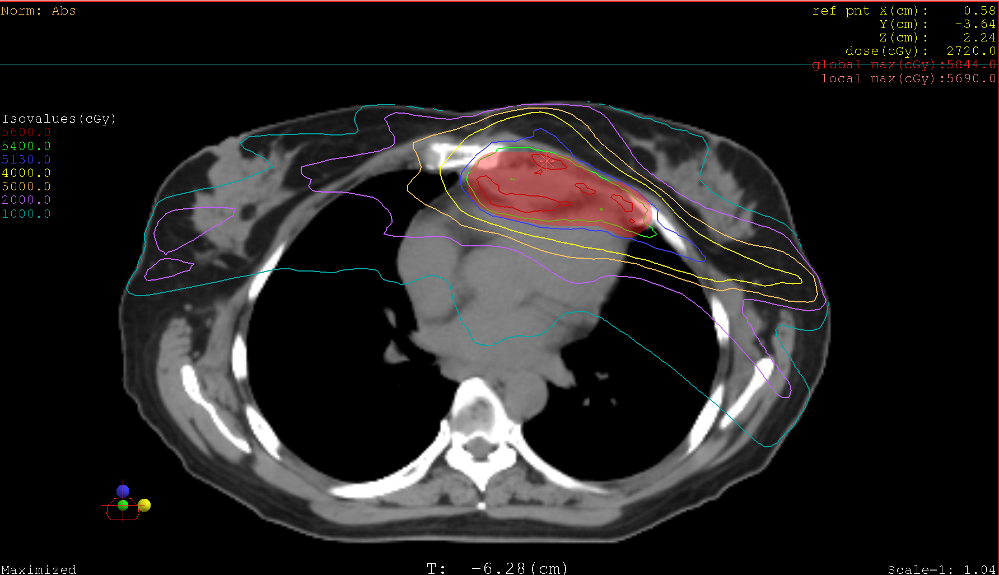 Norm: Abs
ref pnt X(cm): 0.58
Y(cm): -3.64
Z(cm): 2.24
dose(cGy): 2720.0
global max(cGy):5844.0
local max(cGy):5690.0
Isovalues(cGy)
5600.0
5400.0
5130.0
4000.0
3000.0
2000.0
1000.0
Maximized
T: -6.28(cm)
Scale=1: 1.04